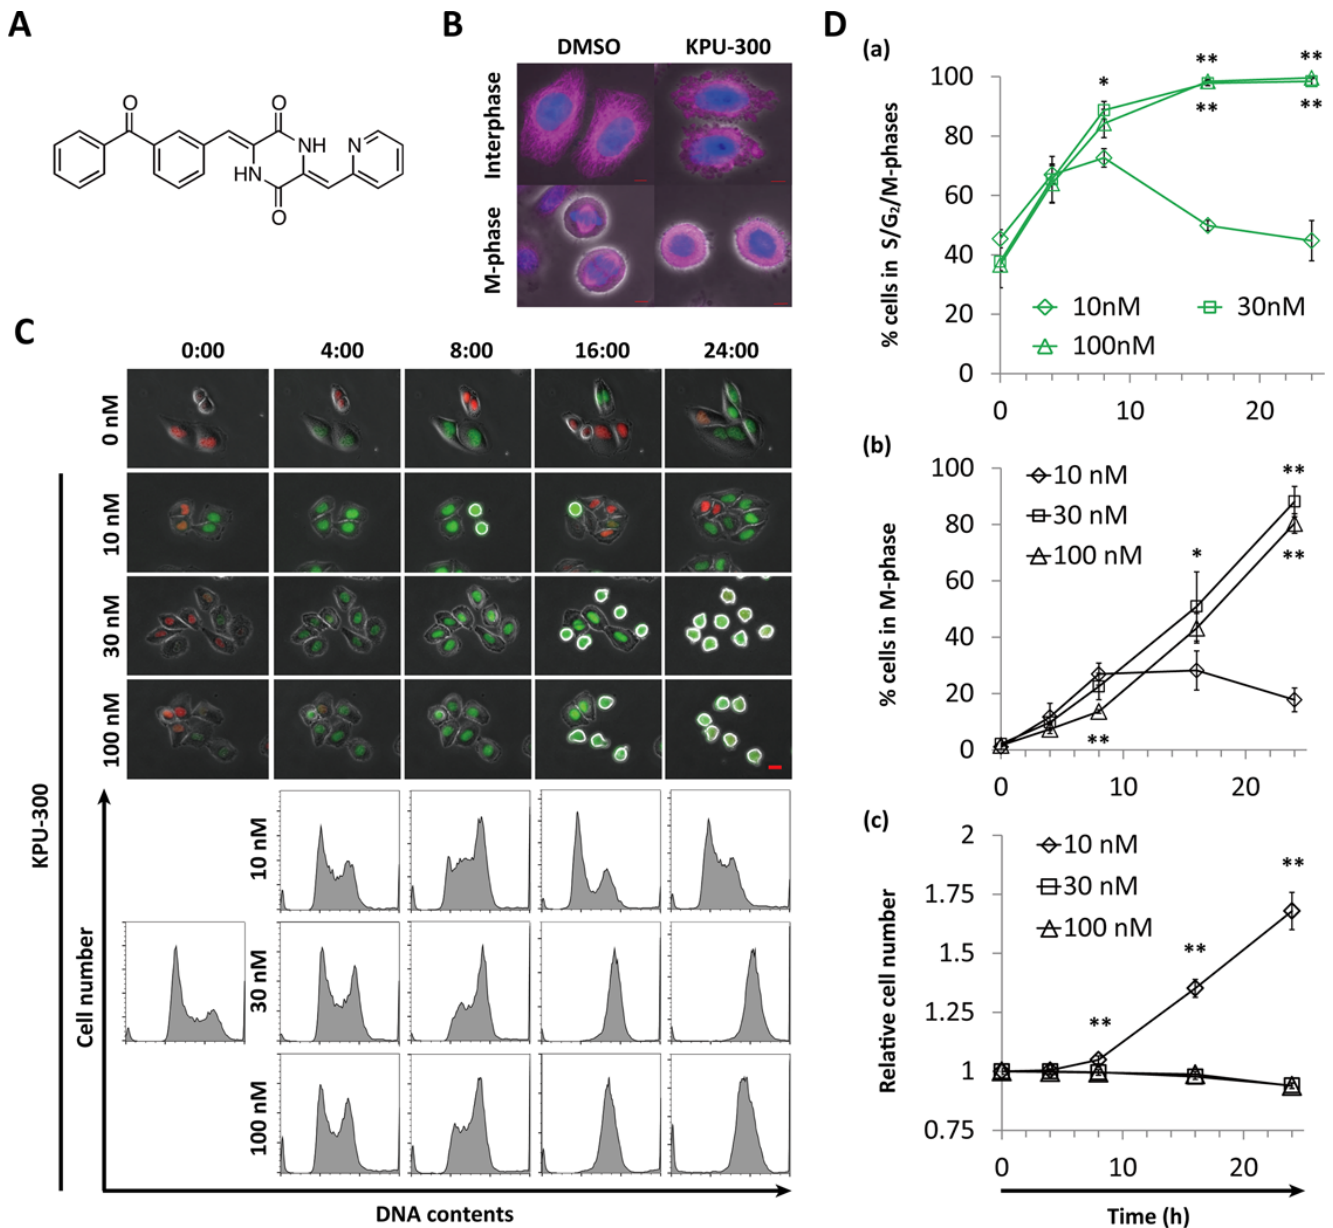 A
O
O
NH
HN
O
N
B
DMSO
KPU-300
Interphase
M-phase
C
0:00 4:00 8:00 16:00 24:00
0 nM
10 nM
30 nM
100 nM
KPU-300
10 nM
30 nM
100 nM
Cell number
DNA contents
D
(a)
% cells in S/G₂/M-phases
100
80
60
40
20
0
0 10 20
*
**
**
**
**
10nM 30nM
100nM
(b)
% cells in M-phase
100
80
60
40
20
0
0 10 20
10 nM
30 nM
100 nM
**
*
**
**
(c)
Relative cell number
2
1.75
1.5
1.25
1
0.75
0 10 20
10 nM
30 nM
100 nM
**
**
**
Time (h)